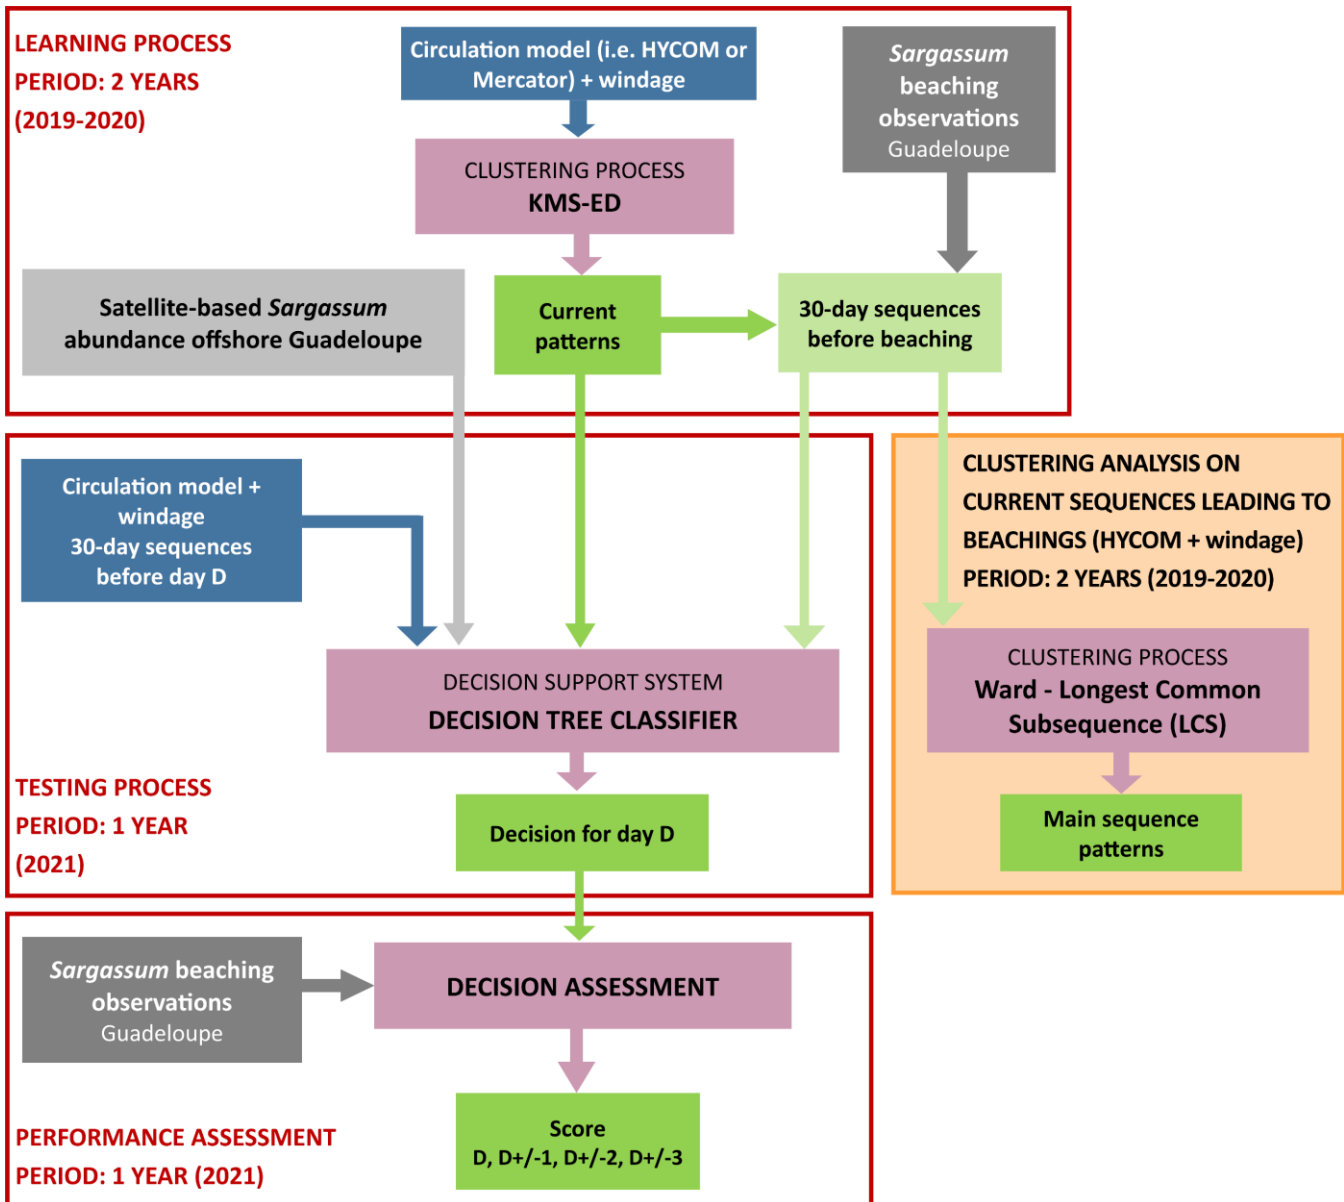 LEARNING PROCESS
PERIOD: 2 YEARS
(2019-2020)
Circulation model (i.e. HYCOM or
Mercator) + windage
Sargassum
beaching
observations
Guadeloupe
CLUSTERING PROCESS
KMS-ED
Satellite-based Sargassum
abundance offshore Guadeloupe
Current
patterns
30-day sequences
before beaching
Circulation model +
windage
30-day sequences
before day D
CLUSTERING ANALYSIS ON
CURRENT SEQUENCES LEADING TO
BEACHINGS (HYCOM + windage)
PERIOD: 2 YEARS (2019-2020)
DECISION SUPPORT SYSTEM
DECISION TREE CLASSIFIER
CLUSTERING PROCESS
Ward - Longest Common
Subsequence (LCS)
TESTING PROCESS
PERIOD: 1 YEAR
(2021)
Decision for day D
Main sequence
patterns
Sargassum beaching
observations
Guadeloupe
DECISION ASSESSMENT
PERFORMANCE ASSESSMENT
PERIOD: 1 YEAR (2021)
Score
D, D+/-1, D+/-2, D+/-3